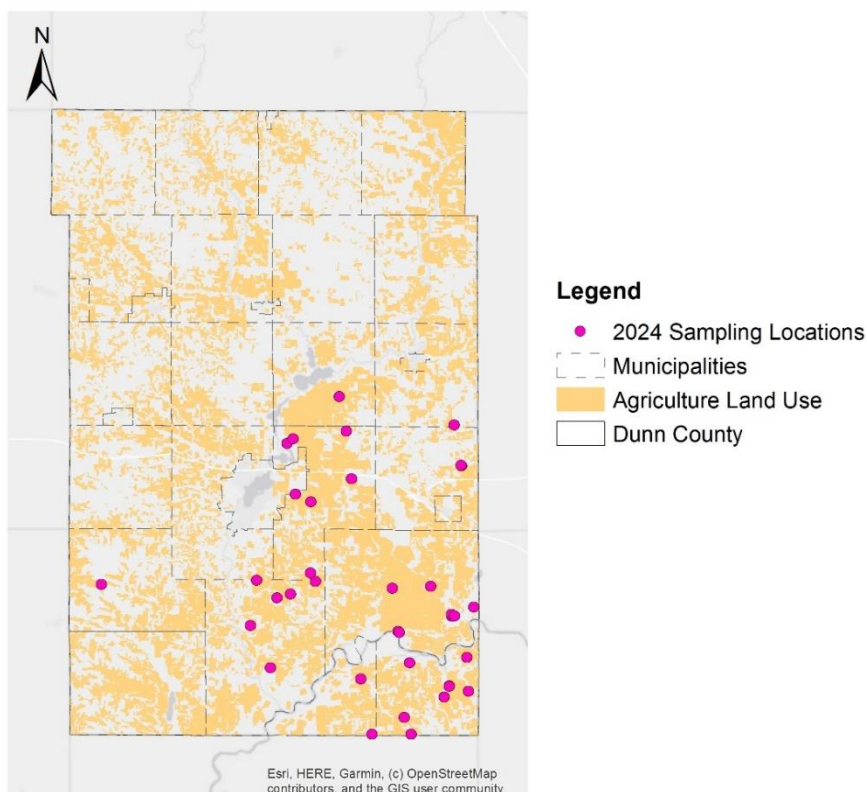 N
Legend
2024 Sampling Locations
Municipalities
Agriculture Land Use
Dunn County
Esri, HERE, Garmin, (c) OpenStreetMap
contributors, and the GIS user community